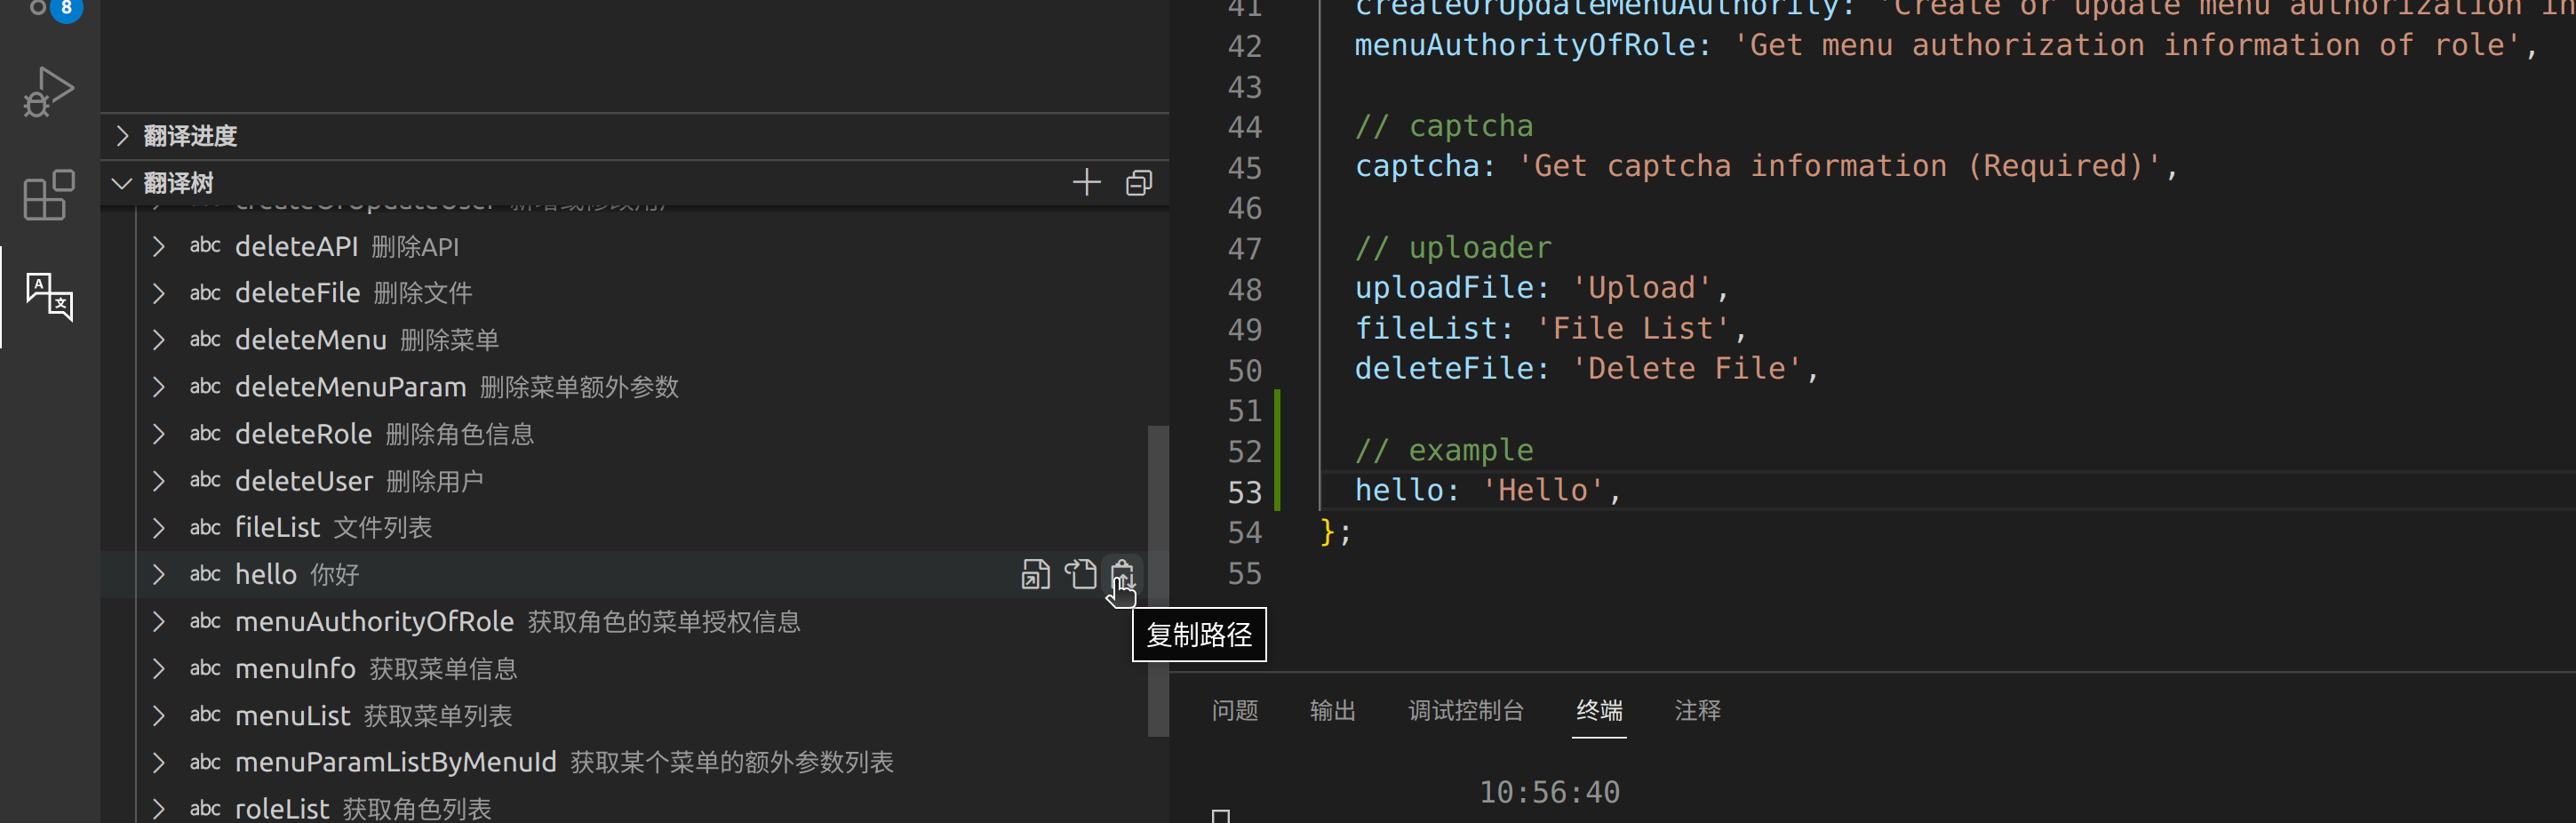 8
翻译进度
翻译树
createOrUpdateUser 新增或修改用户
abc deleteAPI 删除API
abc deleteFile 删除文件
abc deleteMenu 删除菜单
abc deleteMenuParam 删除菜单额外参数
abc deleteRole 删除角色信息
abc deleteUser 删除用户
abc fileList 文件列表
abc hello 你好
复制路径
abc menuAuthorityOfRole 获取角色的菜单授权信息
abc menuInfo 获取菜单信息
abc menuList 获取菜单列表
abc menuParamListByMenuId 获取某个菜单的额外参数列表
abc roleList 获取角色列表
41 createOrUpdateMenuAuthority: 'Create or update menu authorization in
42 menuAuthorityOfRole: 'Get menu authorization information of role',
43
44 // captcha
45 captcha: 'Get captcha information (Required)',
46
47 // uploader
48 uploadFile: 'Upload',
49 fileList: 'File List',
50 deleteFile: 'Delete File',
51
52 // example
53 hello: 'Hello',
54 };
55
问题 输出 调试控制台 终端 注释
10:56:40